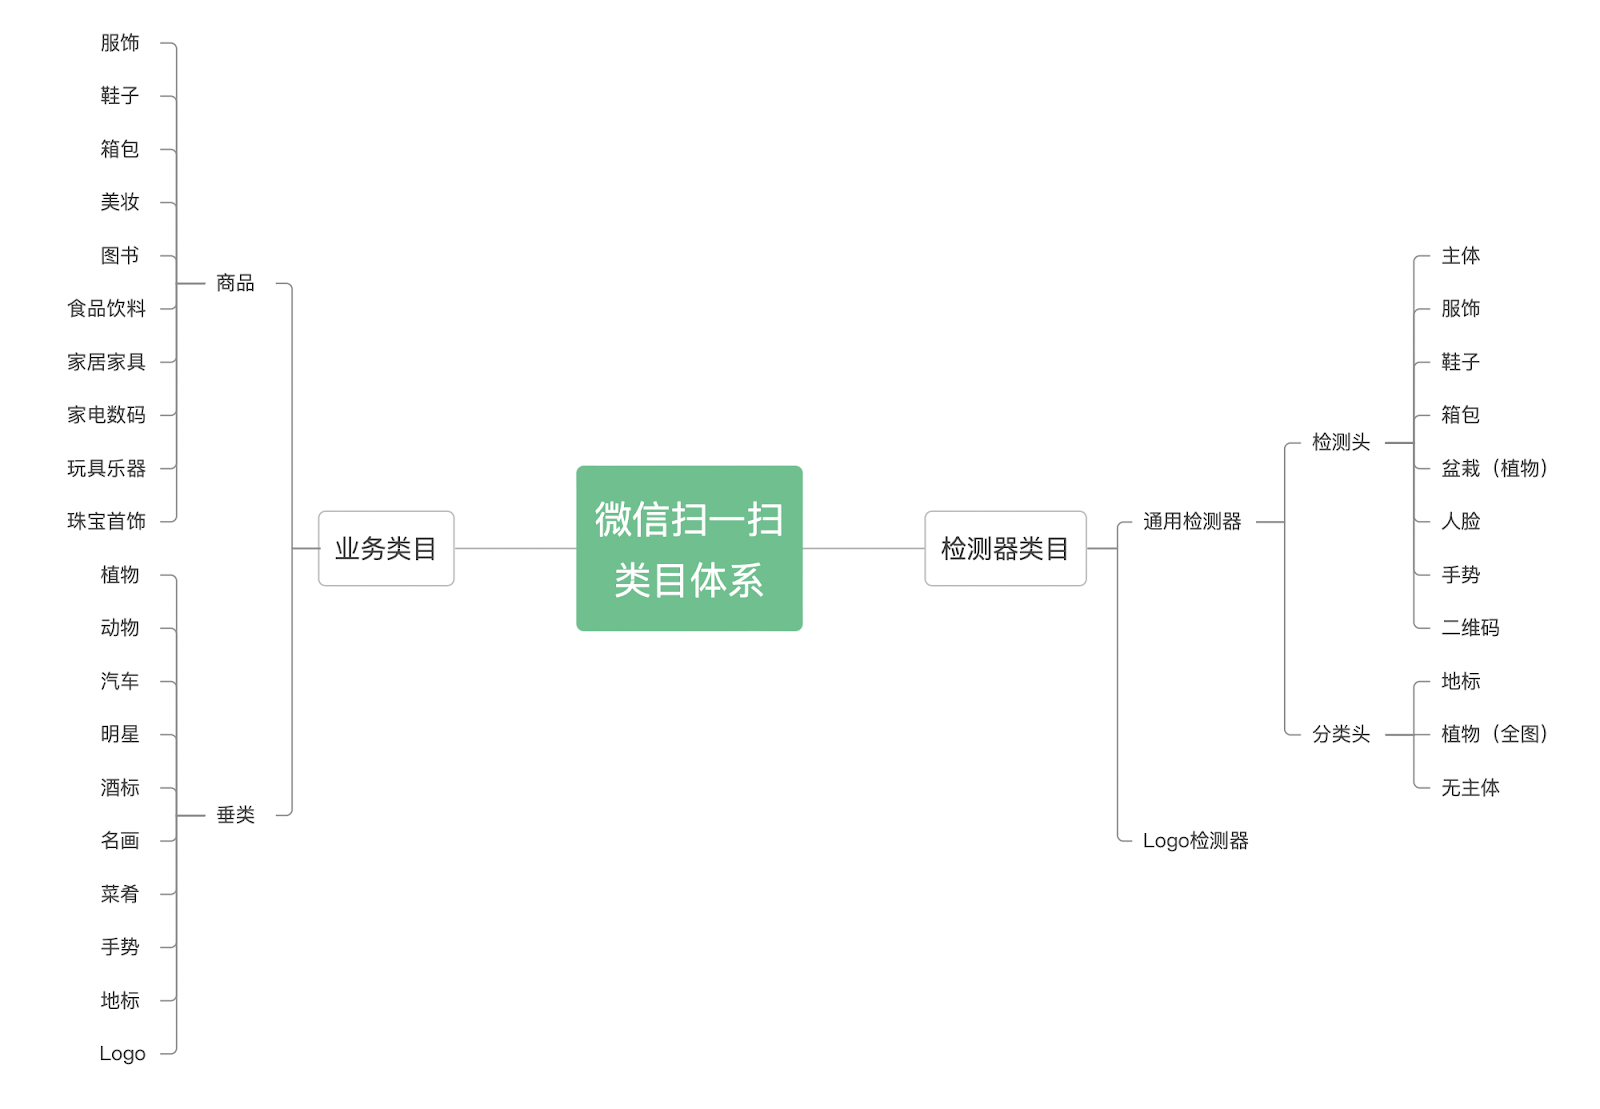 微信扫一扫
类目体系
业务类目
商品
服饰
鞋子
箱包
美妆
图书
食品饮料
家居家具
家电数码
玩具乐器
珠宝首饰
垂类
植物
动物
汽车
明星
酒标
名画
菜肴
手势
地标
Logo
检测器类目
通用检测器
检测头
主体
服饰
鞋子
箱包
盆栽（植物）
人脸
手势
二维码
分类头
地标
植物（全图）
无主体
Logo检测器